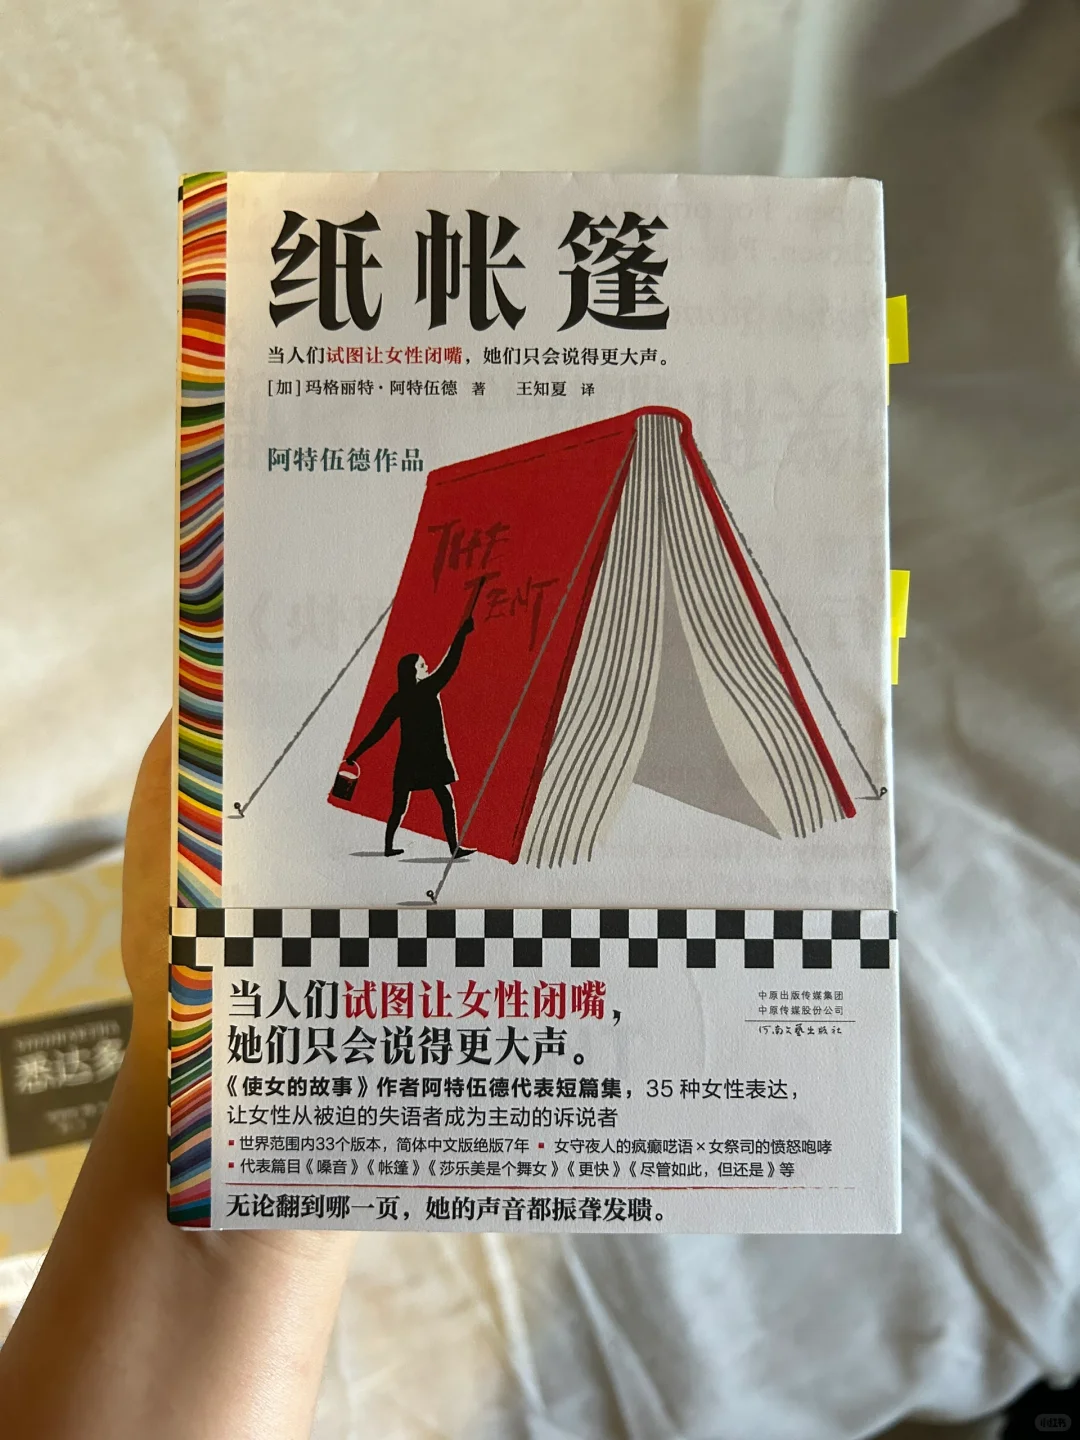 纸帐篷
当人们试图让女性闭嘴，她们只会说得更大声。
[加]玛格丽特·阿特伍德 著 王知夏 译
阿特伍德作品
THE
TENT
当人们试图让女性闭嘴，
她们只会说得更大声。
中原出版传媒集团
中原传媒股份公司
河南文艺出版社
《使女的故事》作者阿特伍德代表短篇集，35种女性表达，
让女性从被迫的失语者成为主动的诉说者
▪世界范围内33个版本，简体中文版绝版7年 ▪女守夜人的疯癫呓语×女祭司的愤怒咆哮
▪代表篇目《嗓音》《帐篷》《莎乐美是个舞女》《更快》《尽管如此，但还是》等
无论翻到哪一页，她的声音都振聋发聩。
悉达多
小红书